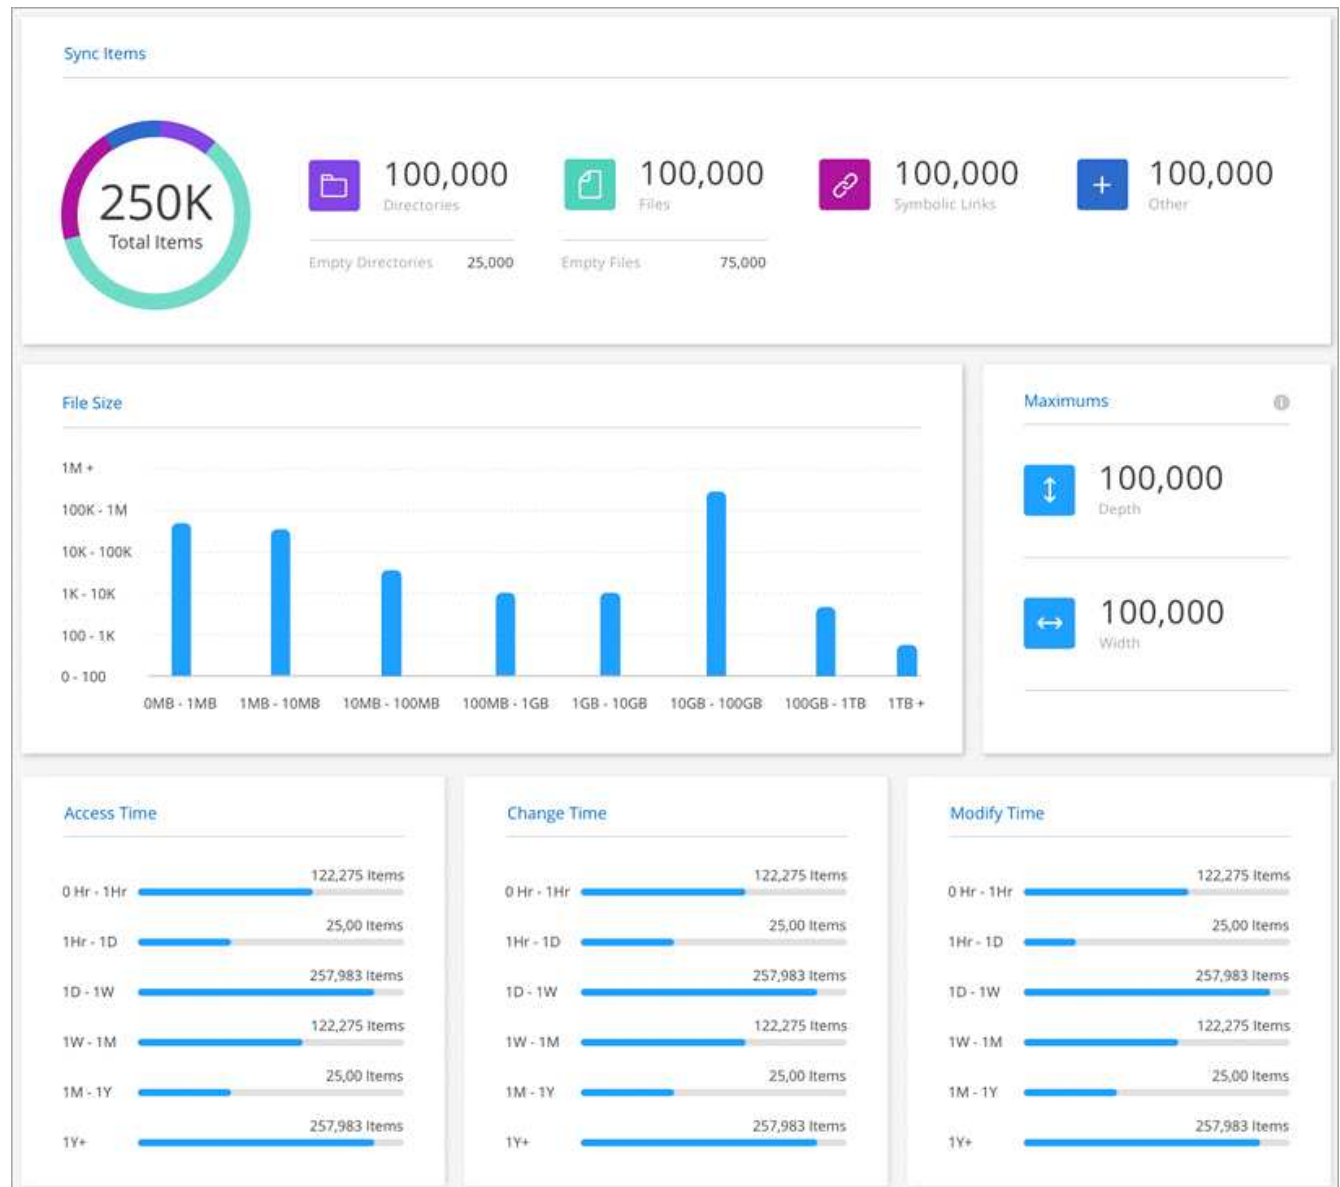 Sync Items
250K
Total Items
100,000
Directories
Empty Directories 25,000
100,000
Files
Empty Files 75,000
100,000
Symbolic Links
100,000
Other
File Size
1M +
100K - 1M
10K - 100K
1K - 10K
100 - 1K
0 - 100
0MB - 1MB 1MB - 10MB 10MB - 100MB 100MB - 1GB 1GB - 10GB 10GB - 100GB 100GB - 1TB 1TB +
Maximums
100,000
Depth
100,000
Width
Access Time
122,275 Items
0 Hr - 1Hr
25,00 Items
1Hr - 1D
257,983 Items
1D - 1W
122,275 Items
1W - 1M
25,00 Items
1M - 1Y
257,983 Items
1Y+
Change Time
122,275 Items
0 Hr - 1Hr
25,00 Items
1Hr - 1D
257,983 Items
1D - 1W
122,275 Items
1W - 1M
25,00 Items
1M - 1Y
257,983 Items
1Y+
Modify Time
122,275 Items
0 Hr - 1Hr
25,00 Items
1Hr - 1D
257,983 Items
1D - 1W
122,275 Items
1W - 1M
25,00 Items
1M - 1Y
257,983 Items
1Y+